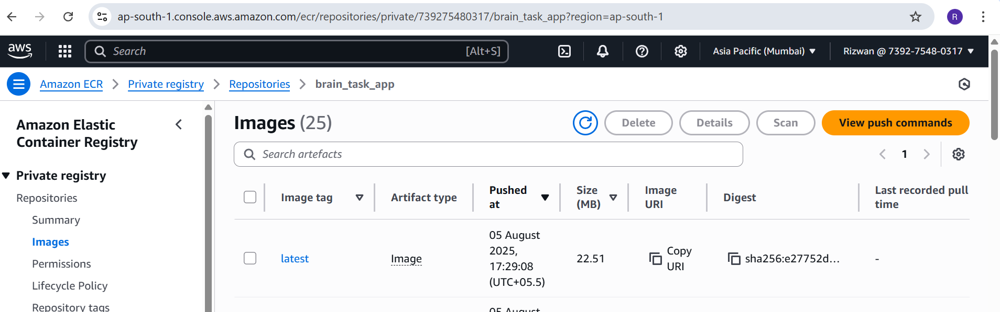 ap-south-1.console.aws.amazon.com/ecr/repositories/private/739275480317/brain_task_app?region=ap-south-1
R
aws
Search
[Alt+S]
Asia Pacific (Mumbai)
Rizwan @ 7392-7548-0317
Amazon ECR
Private registry
Repositories
brain_task_app
Amazon Elastic
Container Registry
Private registry
Repositories
Summary
Images
Permissions
Lifecycle Policy
Repository tags
Images (25)
Delete
Details
Scan
View push commands
Search artefacts
1
Image tag
Artifact type
Pushed
at
Size
(MB)
Image
URI
Digest
Last recorded pull
time
latest
Image
05 August
2025,
17:29:08
(UTC+05.5)
22.51
Copy
URI
sha256:e27752d...
-
05 August